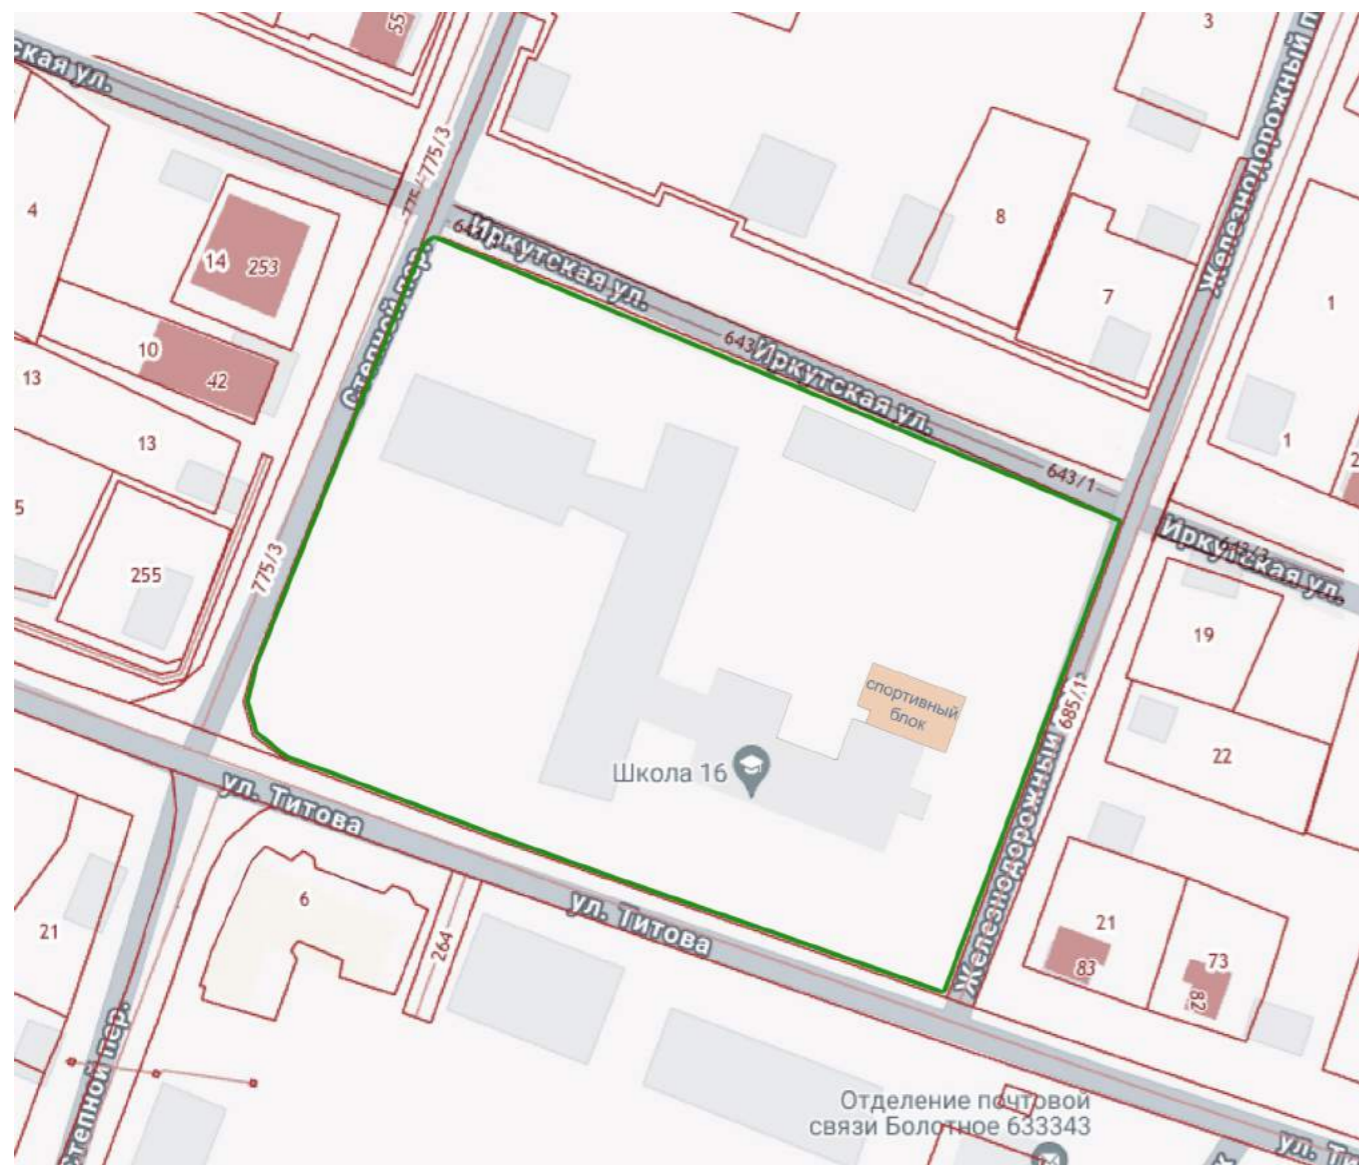 55
3
ская ул.
Железнодорожный п
775/3
4
8
14
253
Иркутская ул.
7
1
Степной пер.
10
643
Иркутская ул.
42
13
13
1
2
643/1
5
Иркутская ул.
643/3
775/3
255
19
685/1
спортивный
блок
22
Школа 16
Железнодорожный
ул. Титова
6
ул. Титова
21
264
21
73
83
82
Степной пер.
Отделение почтовой
связи Болотное 633343
ул. Ти